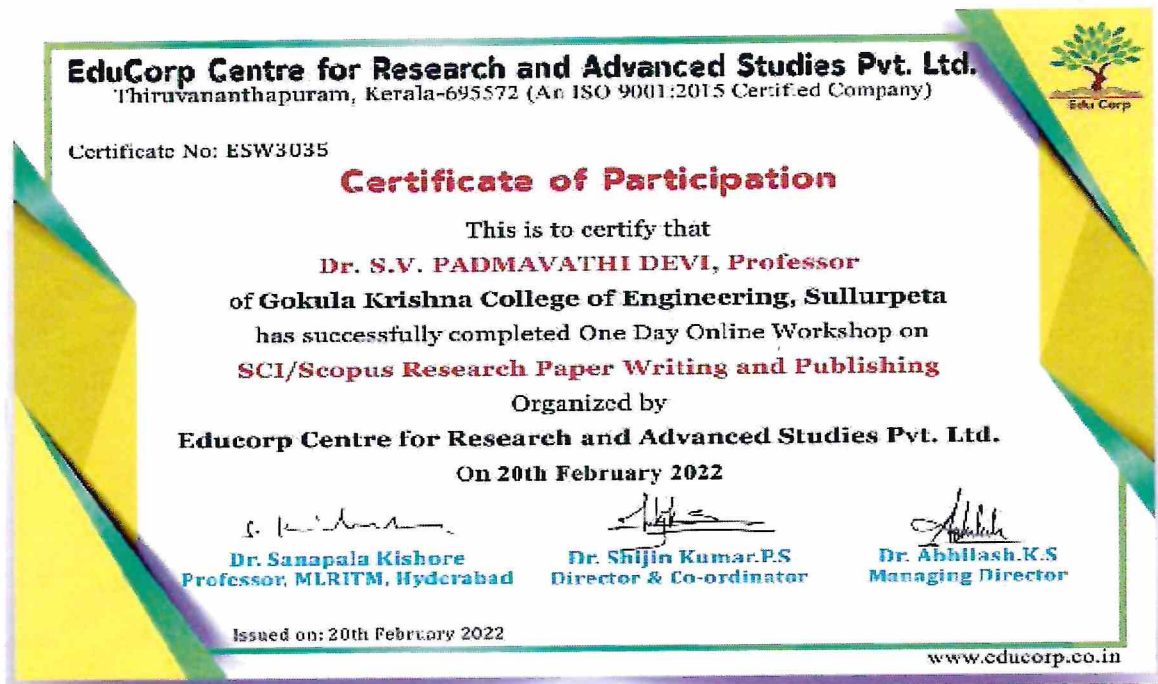 EduCorp Centre for Research and Advanced Studies Pvt. Ltd.
Thiruvananthapuram, Kerala-695572 (An ISO 9001:2015 Certified Company)
Edu Corp
Certificate No: ESW3035
Certificate of Participation
This is to certify that
Dr. S.V. PADMAVATHI DEVI, Professor
of Gokula Krishna College of Engineering, Sullurpeta
has successfully completed One Day Online Workshop on
SCI/Scopus Research Paper Writing and Publishing
Organized by
Educorp Centre for Research and Advanced Studies Pvt. Ltd.
On 20th February 2022
Dr. Sanapala Kishore
Professor, MLRITM, Hyderabad
Dr. Shijin Kumar.P.S
Director & Co-ordinator
Dr. Abhilash.K.S
Managing Director
Issued on: 20th February 2022
www.educorp.co.in